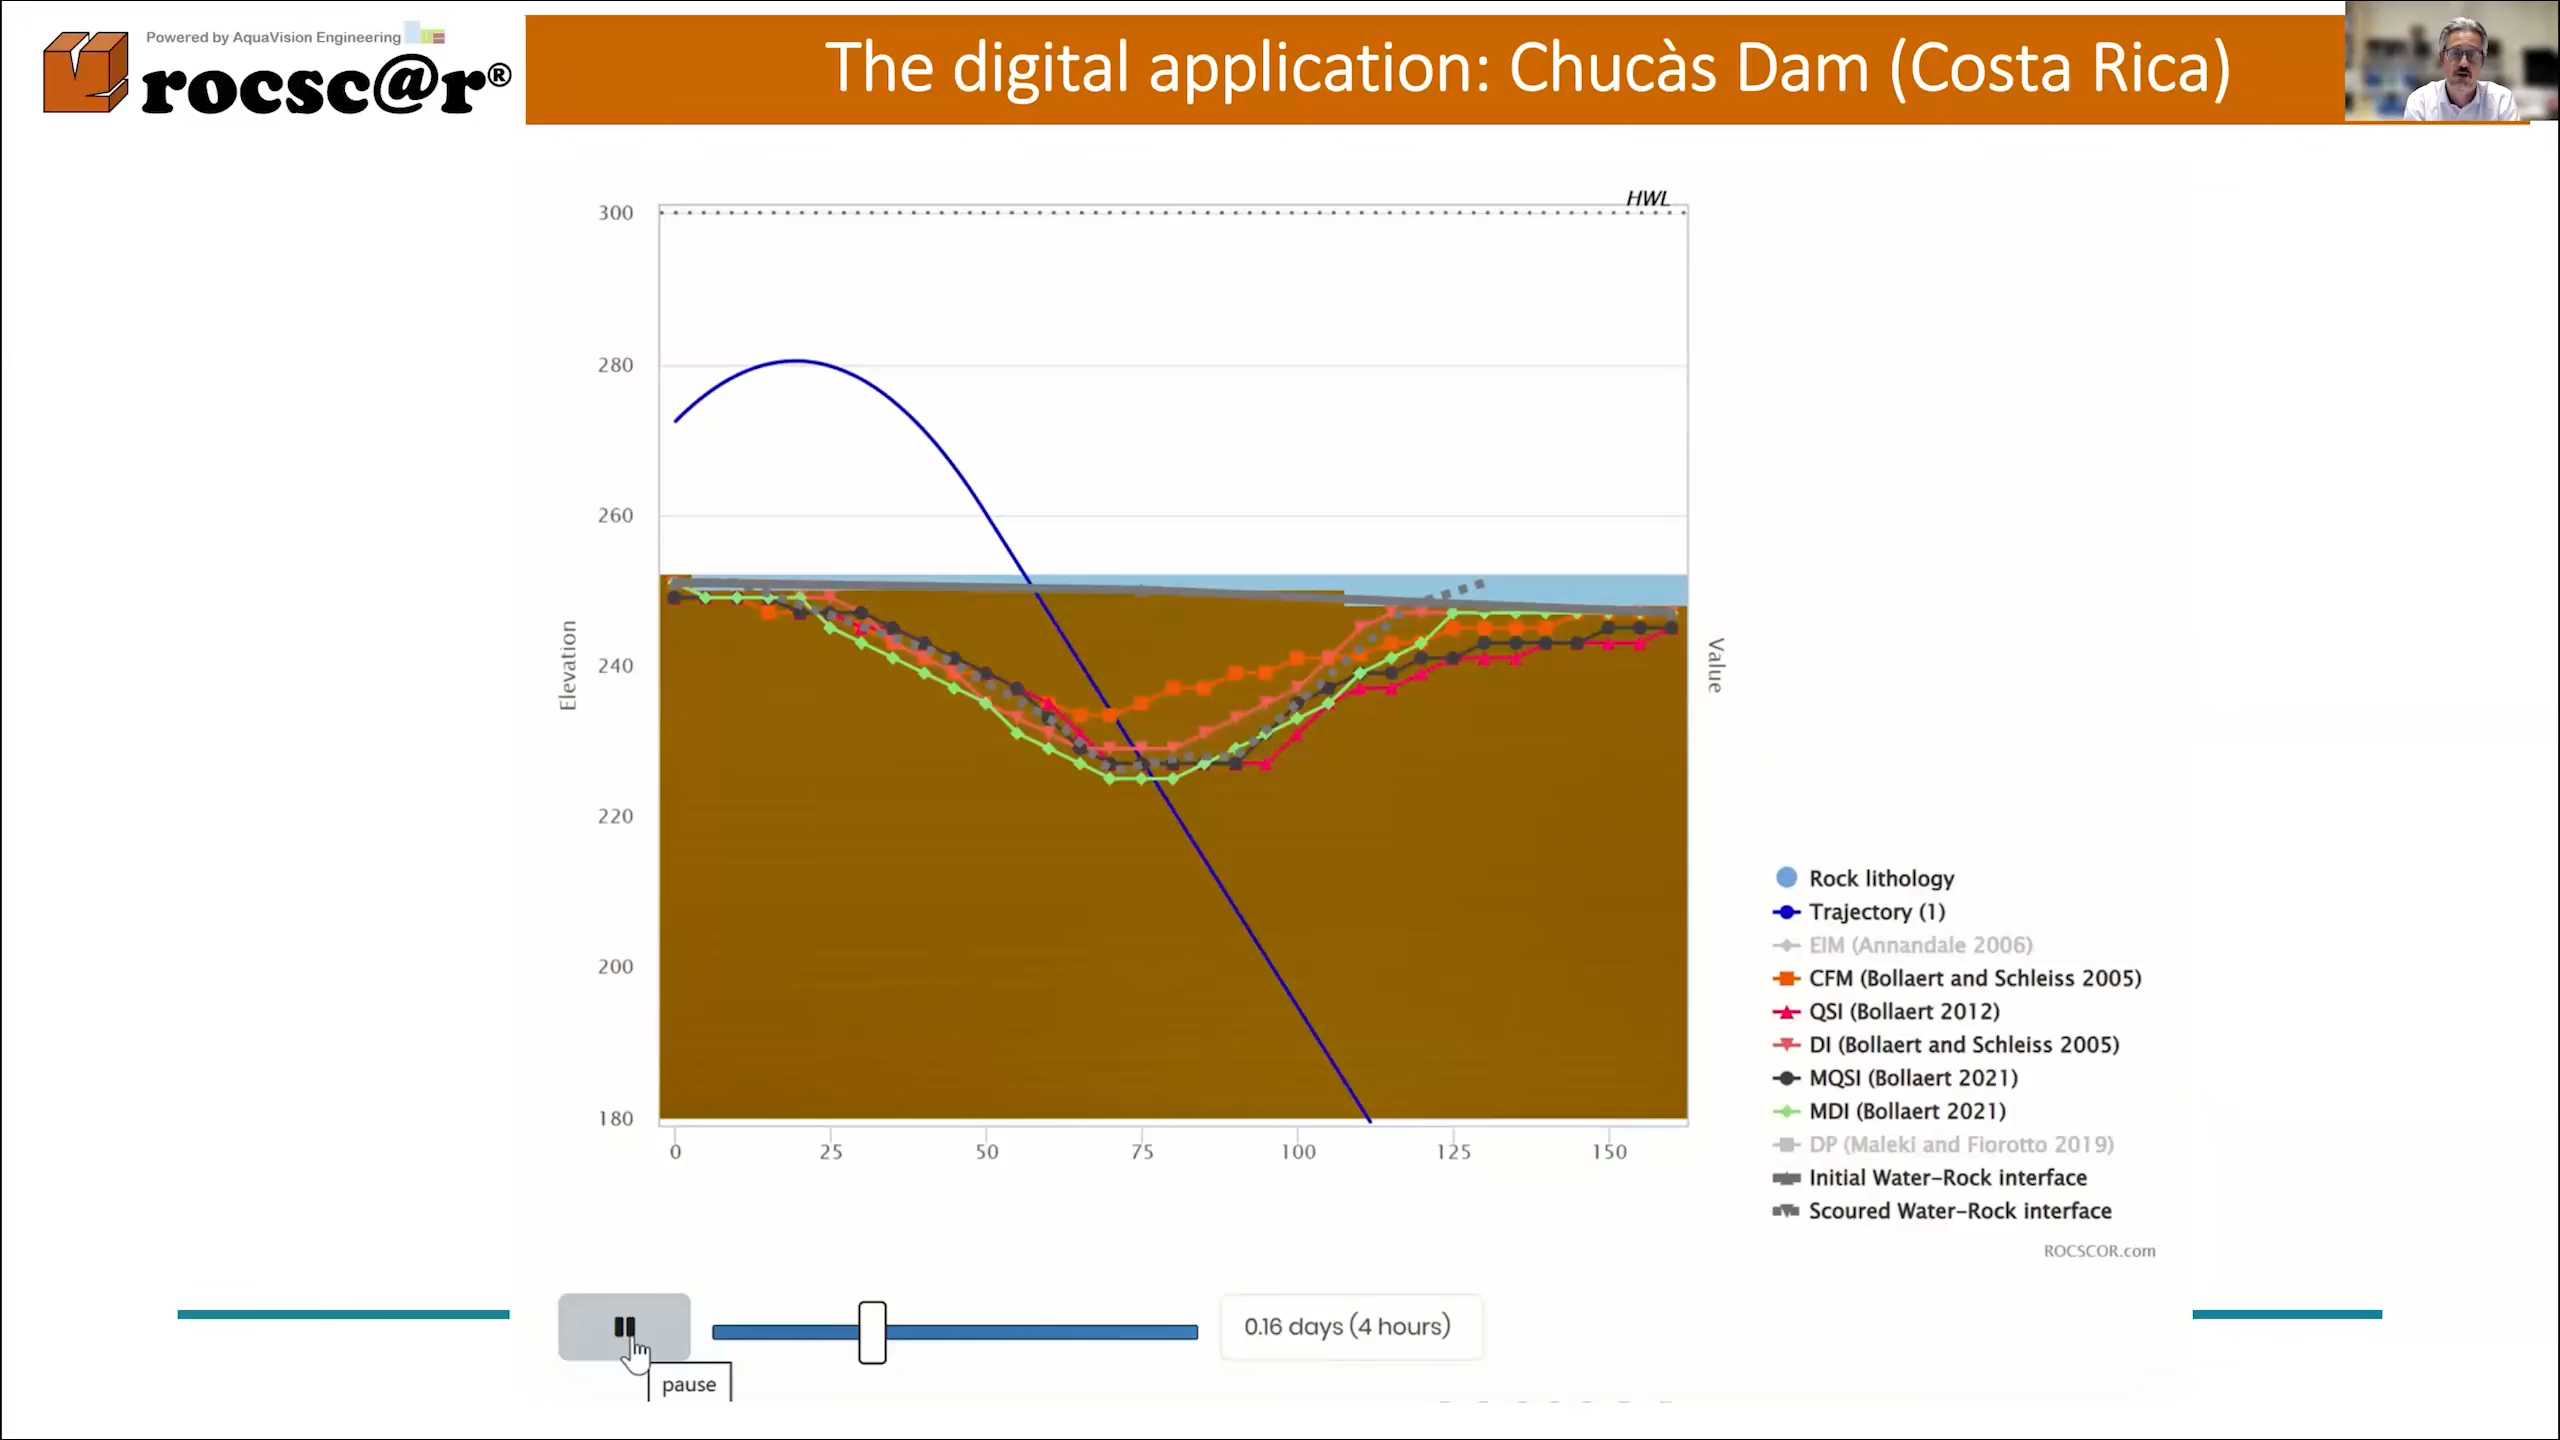 Powered by AquaVision Engineering
rocsc@r®
The digital application: Chucàs Dam (Costa Rica)
HWL
300
280
260
240
220
200
180
Elevation
Value
0 25 50 75 100 125 150
Rock lithology
Trajectory (1)
EIM (Annandale 2006)
CFM (Bollaert and Schleiss 2005)
QSI (Bollaert 2012)
DI (Bollaert and Schleiss 2005)
MQSI (Bollaert 2021)
MDI (Bollaert 2021)
DP (Maleki and Fiorotto 2019)
Initial Water-Rock interface
Scoured Water-Rock interface
ROCSCOR.com
0.16 days (4 hours)
pause